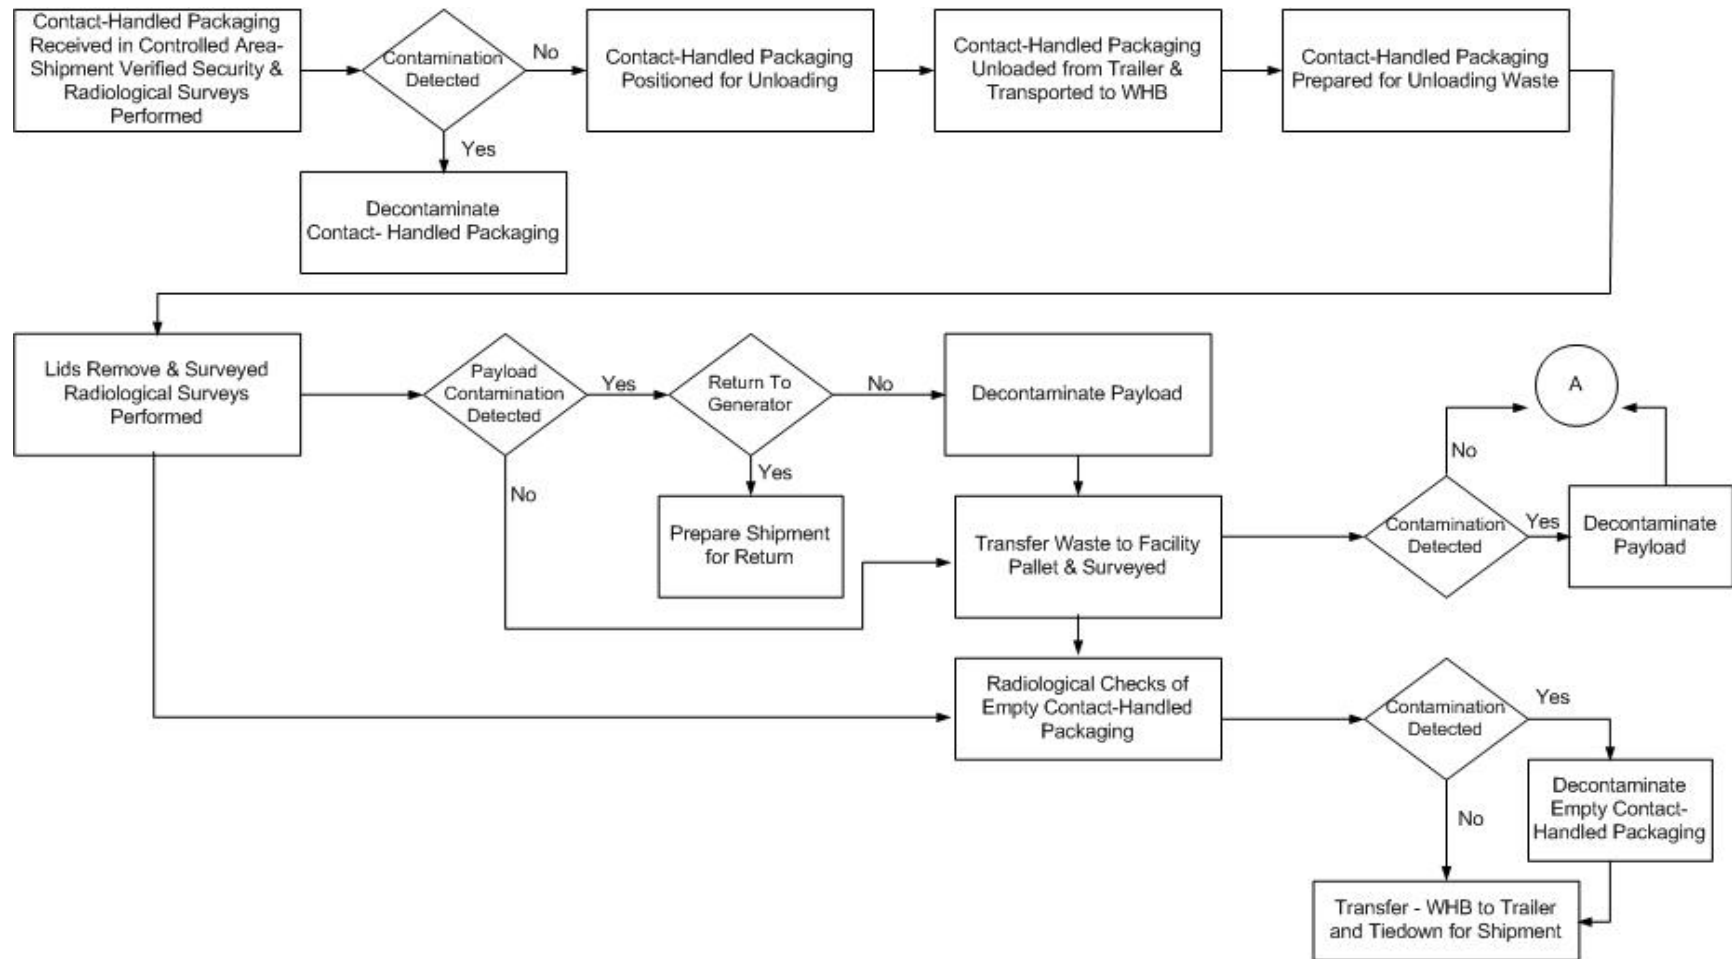 Contact-Handled Packaging
Received in Controlled Area-
Shipment Verified Security &
Radiological Surveys
Performed
Contamination
Detected
No
Yes
Contact-Handled Packaging
Positioned for Unloading
Contact-Handled Packaging
Unloaded from Trailer &
Transported to WHB
Contact-Handled Packaging
Prepared for Unloading Waste
Decontaminate
Contact- Handled Packaging
Lids Remove & Surveyed
Radiological Surveys
Performed
Payload
Contamination
Detected
Yes
No
Return To
Generator
No
Yes
Decontaminate Payload
Prepare Shipment
for Return
Transfer Waste to Facility
Pallet & Surveyed
Contamination
Detected
No
Yes
A
Decontaminate
Payload
Radiological Checks of
Empty Contact-Handled
Packaging
Contamination
Detected
Yes
No
Decontaminate
Empty Contact-
Handled Packaging
Transfer - WHB to Trailer
and Tiedown for Shipment